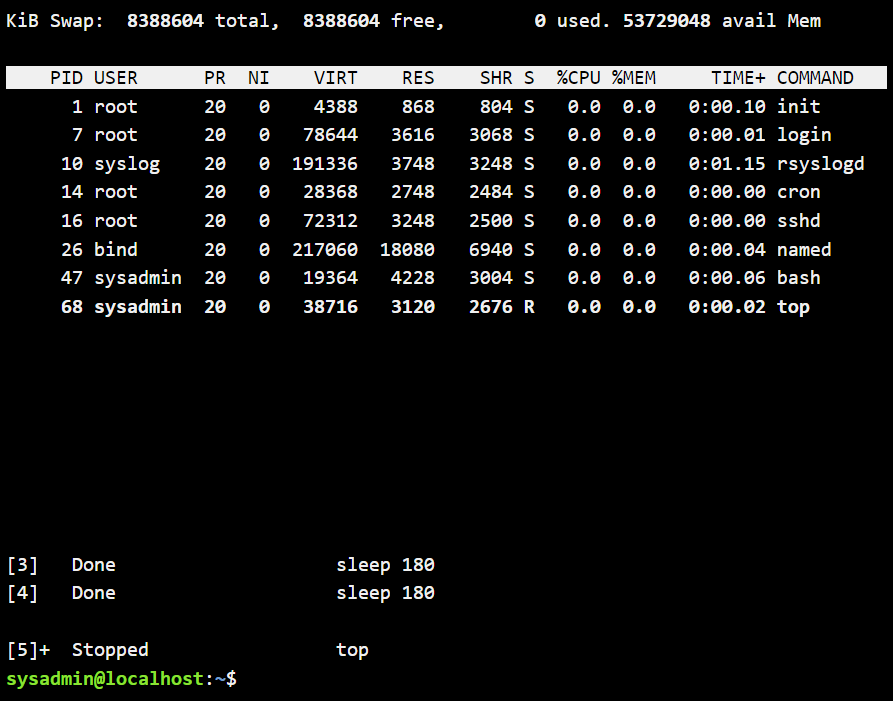 KiB Swap:  8388604 total,  8388604 free,        0 used. 53729048 avail Mem
    PID USER      PR  NI    VIRT    RES    SHR S  %CPU %MEM     TIME+ COMMAND
      1 root      20   0    4388    868    804 S   0.0  0.0   0:00.10 init
      7 root      20   0   78644   3616   3068 S   0.0  0.0   0:00.01 login
     10 syslog    20   0  191336   3748   3248 S   0.0  0.0   0:01.15 rsyslogd
     14 root      20   0   28368   2748   2484 S   0.0  0.0   0:00.00 cron
     16 root      20   0   72312   3248   2500 S   0.0  0.0   0:00.00 sshd
     26 bind      20   0  217060  18080   6940 S   0.0  0.0   0:00.04 named
     47 sysadmin  20   0   19364   4228   3004 S   0.0  0.0   0:00.06 bash
     68 sysadmin  20   0   38716   3120   2676 R   0.0  0.0   0:00.02 top
[3]   Done                    sleep 180
[4]   Done                    sleep 180
[5]+  Stopped                 top
sysadmin@localhost:~$